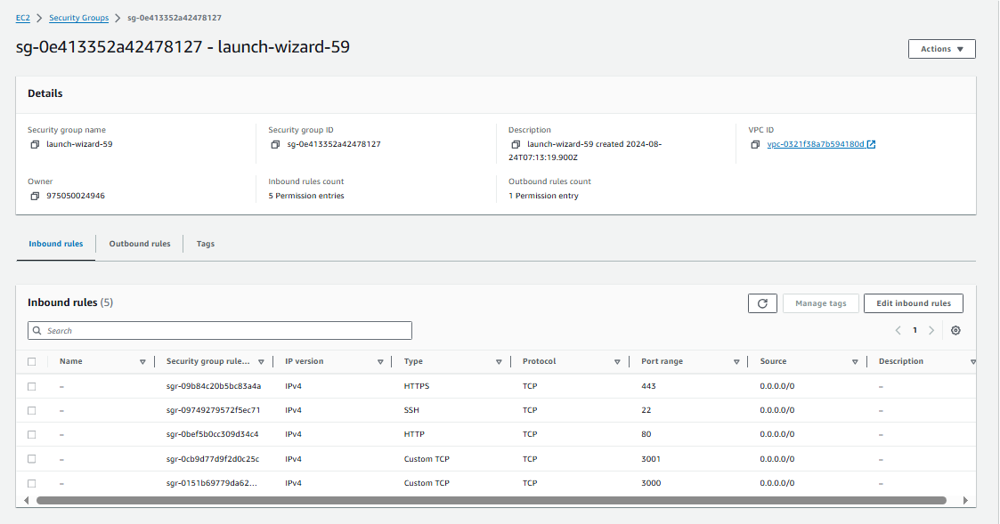 EC2 > Security Groups > sg-0e413352a42478127
sg-0e413352a42478127 - launch-wizard-59
Actions
Details
Security group name
launch-wizard-59
Security group ID
sg-0e413352a42478127
Description
launch-wizard-59 created 2024-08-
24T07:13:19.900Z
VPC ID
vpc-0321f38a7b594180d
Owner
975050024946
Inbound rules count
5 Permission entries
Outbound rules count
1 Permission entry
Inbound rules Outbound rules Tags
Inbound rules (5)
Manage tags Edit inbound rules
Search
1
Name Security group rule... IP version Type Protocol Port range Source Description
– sgr-09b84c20b5bc83a4a IPv4 HTTPS TCP 443 0.0.0.0/0 –
– sgr-09749279572f5ec71 IPv4 SSH TCP 22 0.0.0.0/0 –
– sgr-0bef5b0cc309d34c4 IPv4 HTTP TCP 80 0.0.0.0/0 –
– sgr-0cb9d77d9f2d0c25c IPv4 Custom TCP TCP 3001 0.0.0.0/0 –
– sgr-0151b69779da62... IPv4 Custom TCP TCP 3000 0.0.0.0/0 –